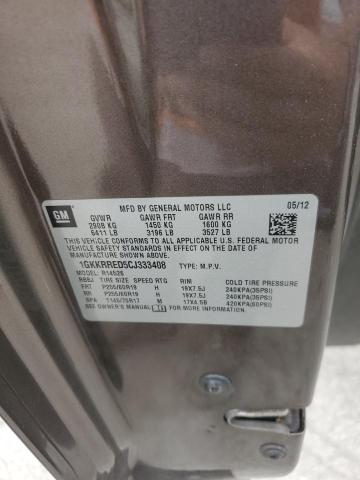 GM
MFD BY GENERAL MOTORS LLC 05/12
GVWR GAWR FRT GAWR RR
2908 KG 1450 KG 1600 KG
6411 LB 3196 LB 3527 LB
THIS VEHICLE CONFORMS TO ALL APPLICABLE U.S. FEDERAL MOTOR
VEHICLE SAFETY STANDARDS IN EFFECT ON THE DATE OF
MANUFACTURE SHOWN ABOVE.
1GKKRRED5CJ333408 TYPE: M.P.V.
MODEL: R14526
TIRE SIZE SPEED RTG RIM COLD TIRE PRESSURE
FRT P255/60R19 H 19X7.5J 240KPA(35PSI)
RR P255/60R19 H 19X7.5J 240KPA(35PSI)
SPA T145/70R17 M 17X4.5B 420KPA(60PSI)
SEE OWNER'S MANUAL